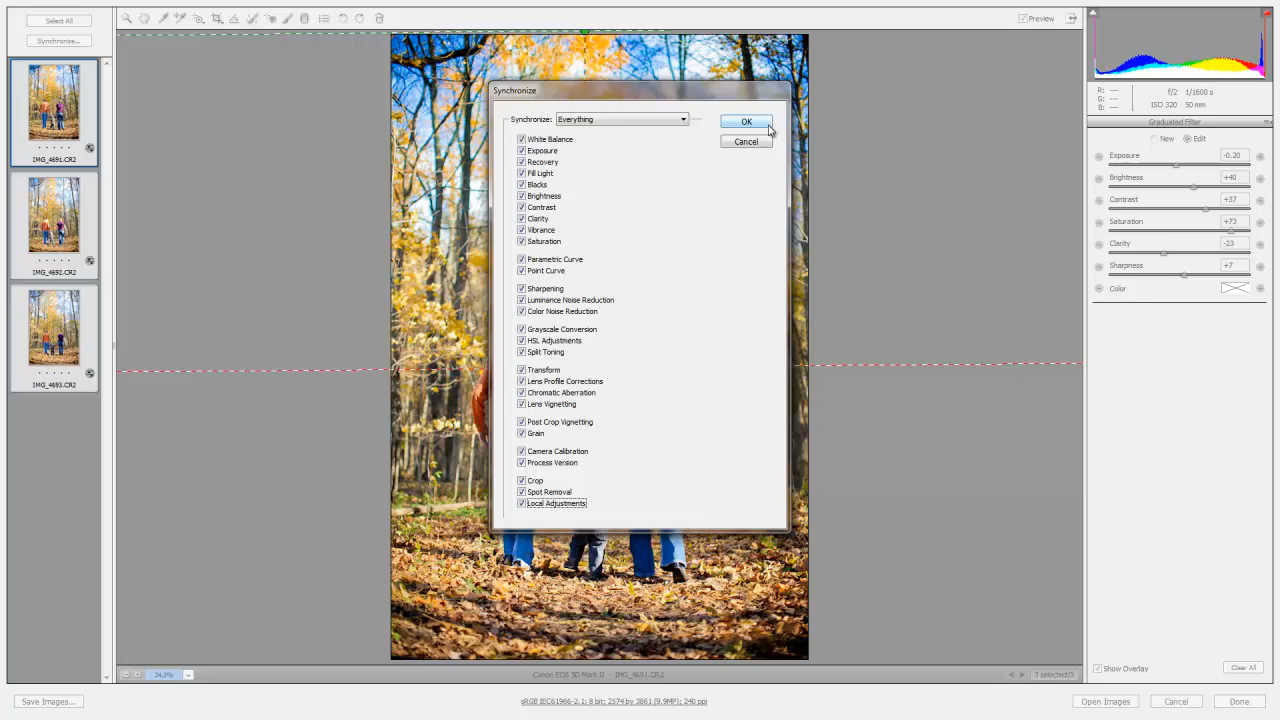 Select All
Synchronize...
Preview
IMG_4691.CR2
IMG_4692.CR2
IMG_4693.CR2
Synchronize
Synchronize: Everything
OK
Cancel
White Balance
Exposure
Recovery
Fill Light
Blacks
Brightness
Contrast
Clarity
Vibrance
Saturation
Parametric Curve
Point Curve
Sharpening
Luminance Noise Reduction
Color Noise Reduction
Grayscale Conversion
HSL Adjustments
Split Toning
Transform
Lens Profile Corrections
Chromatic Aberration
Lens Vignetting
Post Crop Vignetting
Grain
Camera Calibration
Process Version
Crop
Spot Removal
Local Adjustments
R: ---
G: ---
B: ---
f/2 1/1600 s
ISO 320 50 mm
Graduated Filter
New Edit
Exposure -0.20
Brightness +40
Contrast +37
Saturation +73
Clarity -23
Sharpness +7
Color
Show Overlay
Clear All
34.3%
Canon EOS 5D Mark II - IMG_4691.CR2
3 selected/3
Save Images...
sRGB IEC61966-2.1; 8 bit; 2574 by 3861 (9.9MP); 240 ppi
Open Images
Cancel
Done